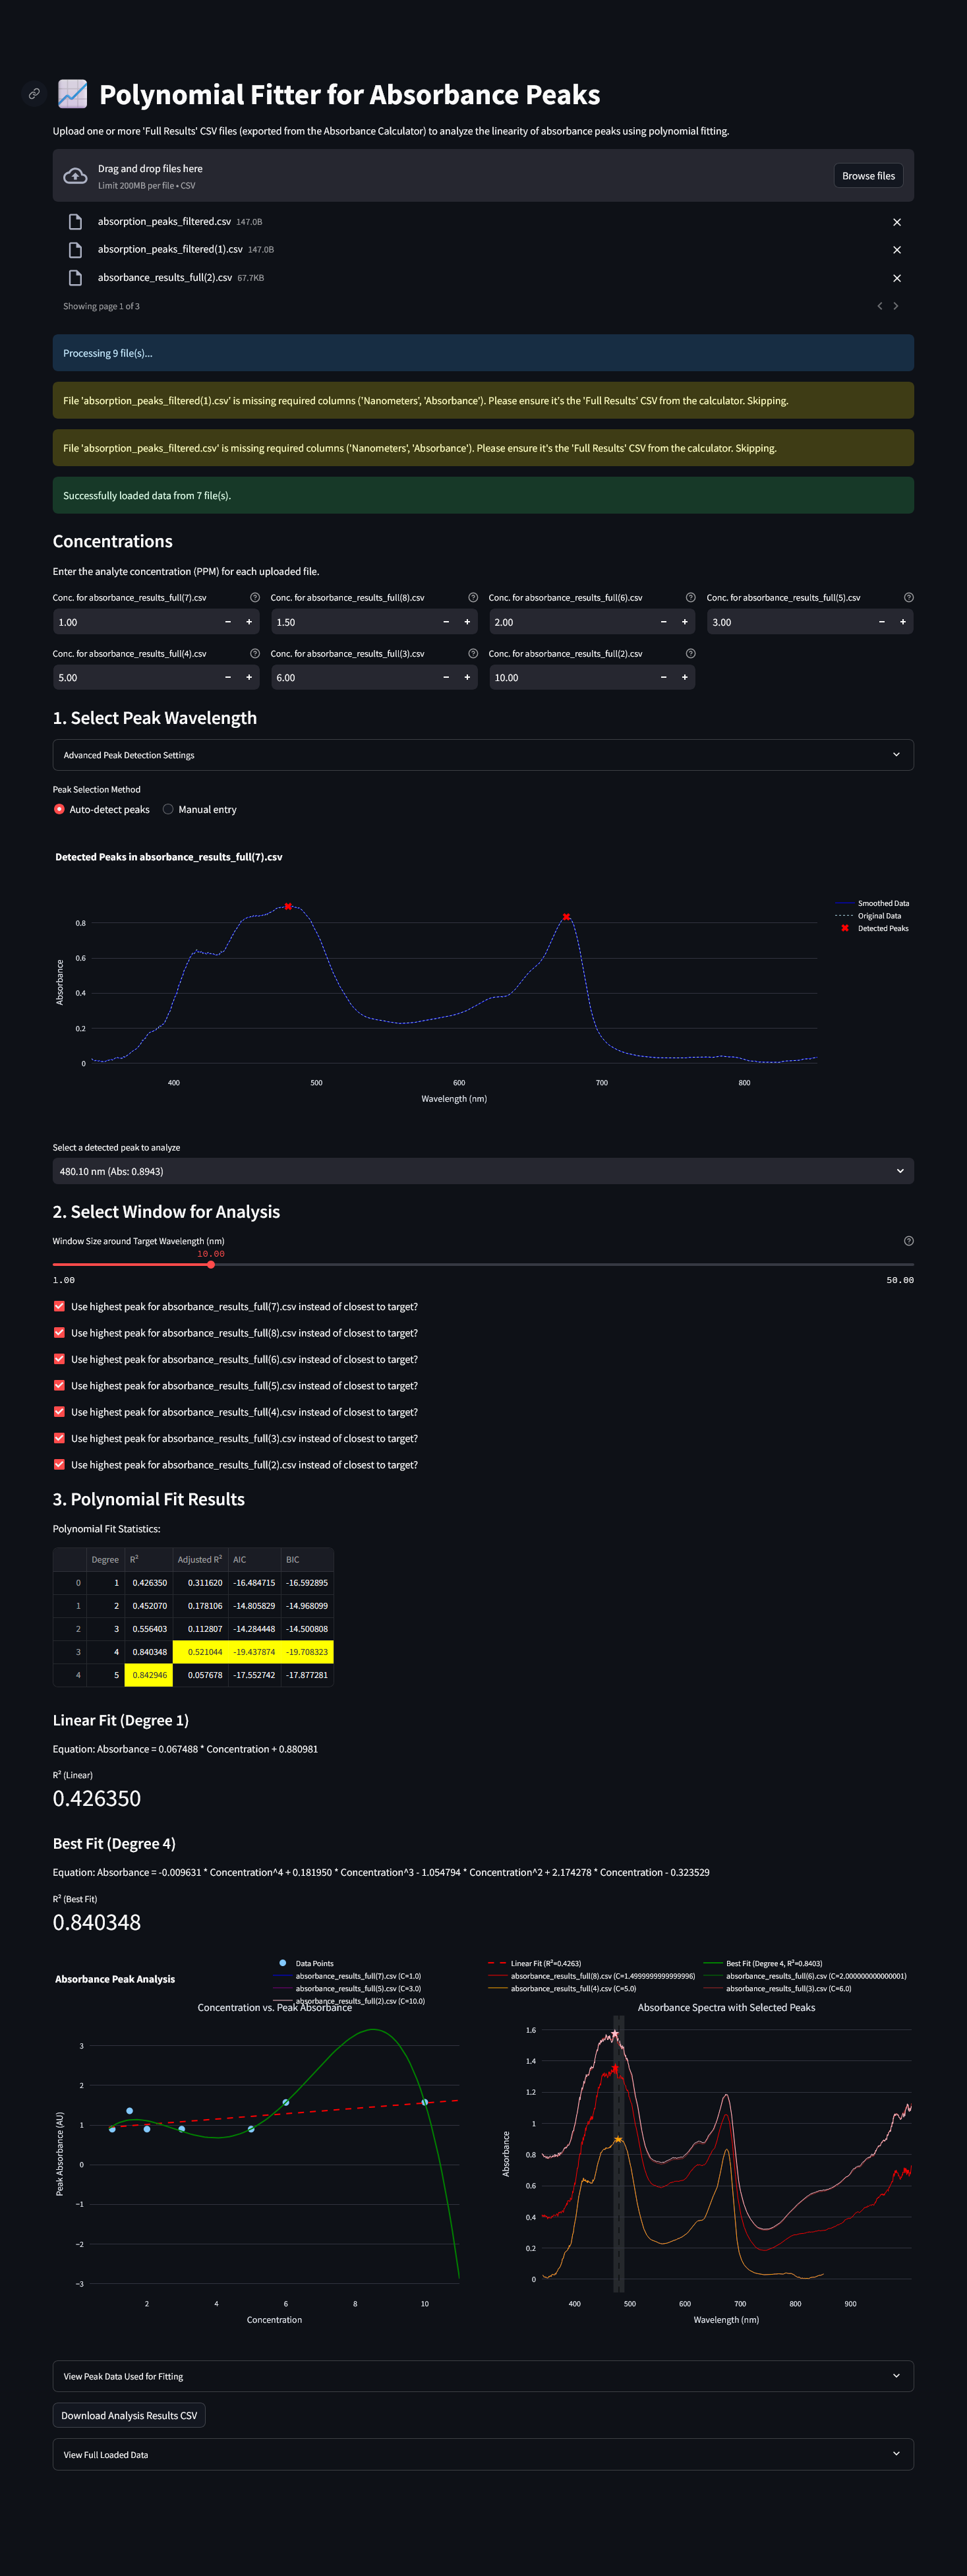 Polynomial Fitter for Absorbance Peaks
Upload one or more 'Full Results' CSV files (exported from the Absorbance Calculator) to analyze the linearity of absorbance peaks using polynomial fitting.
Drag and drop files here
Limit 200MB per file • CSV
Browse files
absorption_peaks_filtered.csv 147.0B
absorption_peaks_filtered(1).csv 147.0B
absorbance_results_full(2).csv 67.7KB
Showing page 1 of 3
Processing 9 file(s)...
File 'absorption_peaks_filtered(1).csv' is missing required columns ('Nanometers', 'Absorbance'). Please ensure it's the 'Full Results' CSV from the calculator. Skipping.
File 'absorption_peaks_filtered.csv' is missing required columns ('Nanometers', 'Absorbance'). Please ensure it's the 'Full Results' CSV from the calculator. Skipping.
Successfully loaded data from 7 file(s).
Concentrations
Enter the analyte concentration (PPM) for each uploaded file.
Conc. for absorbance_results_full(7).csv Conc. for absorbance_results_full(8).csv Conc. for absorbance_results_full(6).csv Conc. for absorbance_results_full(5).csv
1.00 − + 1.50 − + 2.00 − + 3.00 − +
Conc. for absorbance_results_full(4).csv Conc. for absorbance_results_full(3).csv Conc. for absorbance_results_full(2).csv
5.00 − + 6.00 − + 10.00 − +
1. Select Peak Wavelength
Advanced Peak Detection Settings
Peak Selection Method
Auto-detect peaks Manual entry
Detected Peaks in absorbance_results_full(7).csv
Smoothed Data
Original Data
Detected Peaks
Absorbance
0.8
0.6
0.4
0.2
0
400 500 600 700 800
Wavelength (nm)
Select a detected peak to analyze
480.10 nm (Abs: 0.8943)
2. Select Window for Analysis
Window Size around Target Wavelength (nm)
10.00
1.00 50.00
Use highest peak for absorbance_results_full(7).csv instead of closest to target?
Use highest peak for absorbance_results_full(8).csv instead of closest to target?
Use highest peak for absorbance_results_full(6).csv instead of closest to target?
Use highest peak for absorbance_results_full(5).csv instead of closest to target?
Use highest peak for absorbance_results_full(4).csv instead of closest to target?
Use highest peak for absorbance_results_full(3).csv instead of closest to target?
Use highest peak for absorbance_results_full(2).csv instead of closest to target?
3. Polynomial Fit Results
Polynomial Fit Statistics:
Degree R² Adjusted R² AIC BIC
0 1 0.426350 0.311620 -16.484715 -16.592895
1 2 0.452070 0.178106 -14.805829 -14.968099
2 3 0.556403 0.112807 -14.284448 -14.500808
3 4 0.840348 0.521044 -19.437874 -19.708323
4 5 0.842946 0.057678 -17.552742 -17.877281
Linear Fit (Degree 1)
Equation: Absorbance = 0.067488 * Concentration + 0.880981
R² (Linear)
0.426350
Best Fit (Degree 4)
Equation: Absorbance = -0.009631 * Concentration^4 + 0.181950 * Concentration^3 - 1.054794 * Concentration^2 + 2.174278 * Concentration - 0.323529
R² (Best Fit)
0.840348
Absorbance Peak Analysis
Data Points Linear Fit (R²=0.4263) Best Fit (Degree 4, R²=0.8403)
absorbance_results_full(7).csv (C=1.0) absorbance_results_full(8).csv (C=1.4999999999999996) absorbance_results_full(6).csv (C=2.0000000000000001)
absorbance_results_full(5).csv (C=3.0) absorbance_results_full(4).csv (C=5.0) absorbance_results_full(3).csv (C=6.0)
absorbance_results_full(2).csv (C=10.0)
Concentration vs. Peak Absorbance
Peak Absorbance (AU)
3
2
1
0
−1
−2
−3
2 4 6 8 10
Concentration
Absorbance Spectra with Selected Peaks
Absorbance
1.6
1.4
1.2
1
0.8
0.6
0.4
0.2
0
400 500 600 700 800 900
Wavelength (nm)
View Peak Data Used for Fitting
Download Analysis Results CSV
View Full Loaded Data